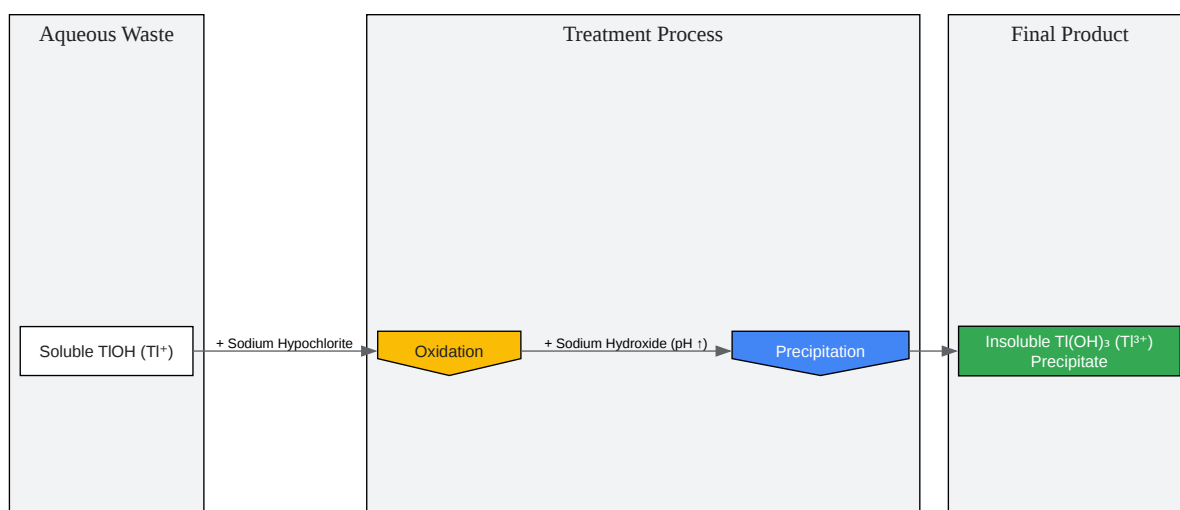 Aqueous Waste
Treatment Process
Final Product
Soluble TlOH (Tl⁺)
+ Sodium Hypochlorite
Oxidation
+ Sodium Hydroxide (pH ↑)
Precipitation
Insoluble Tl(OH)₃ (Tl³⁺)
Precipitate